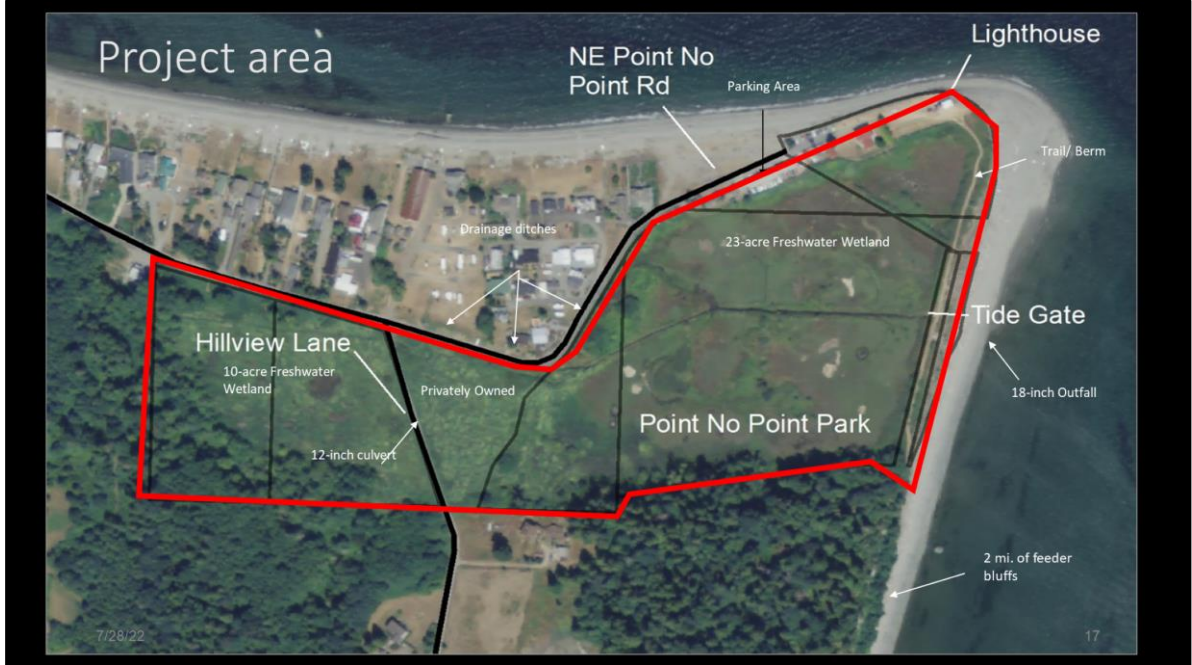 Project area
Lighthouse
NE Point No
Point Rd
Parking Area
Trail/ Berm
Drainage ditches
23-acre Freshwater Wetland
Tide Gate
Hillview Lane
10-acre Freshwater
Wetland
Privately Owned
18-inch Outfall
Point No Point Park
12-inch culvert
2 mi. of feeder
bluffs
7/28/22
17